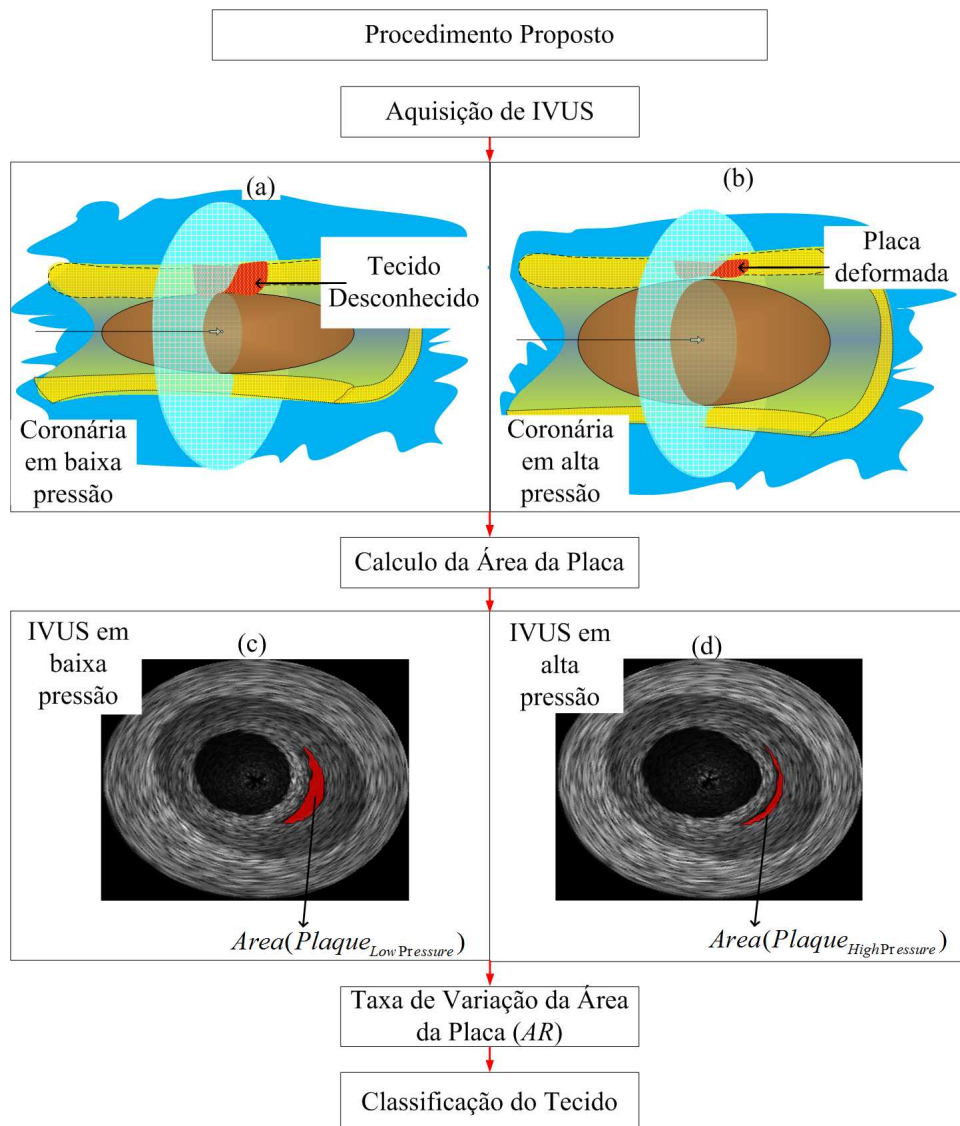 Procedimento Proposto
Aquisição de IVUS
(a)
Tecido
Desconhecido
Coronária
em baixa
pressão
(b)
Placa
deformada
Coronária
em alta
pressão
Calculo da Área da Placa
IVUS em
baixa
pressão
(c)
Area(Plaque_LowPressure)
IVUS em
alta
pressão
(d)
Area(Plaque_HighPressure)
Taxa de Variação da Área
da Placa (AR)
Classificação do Tecido